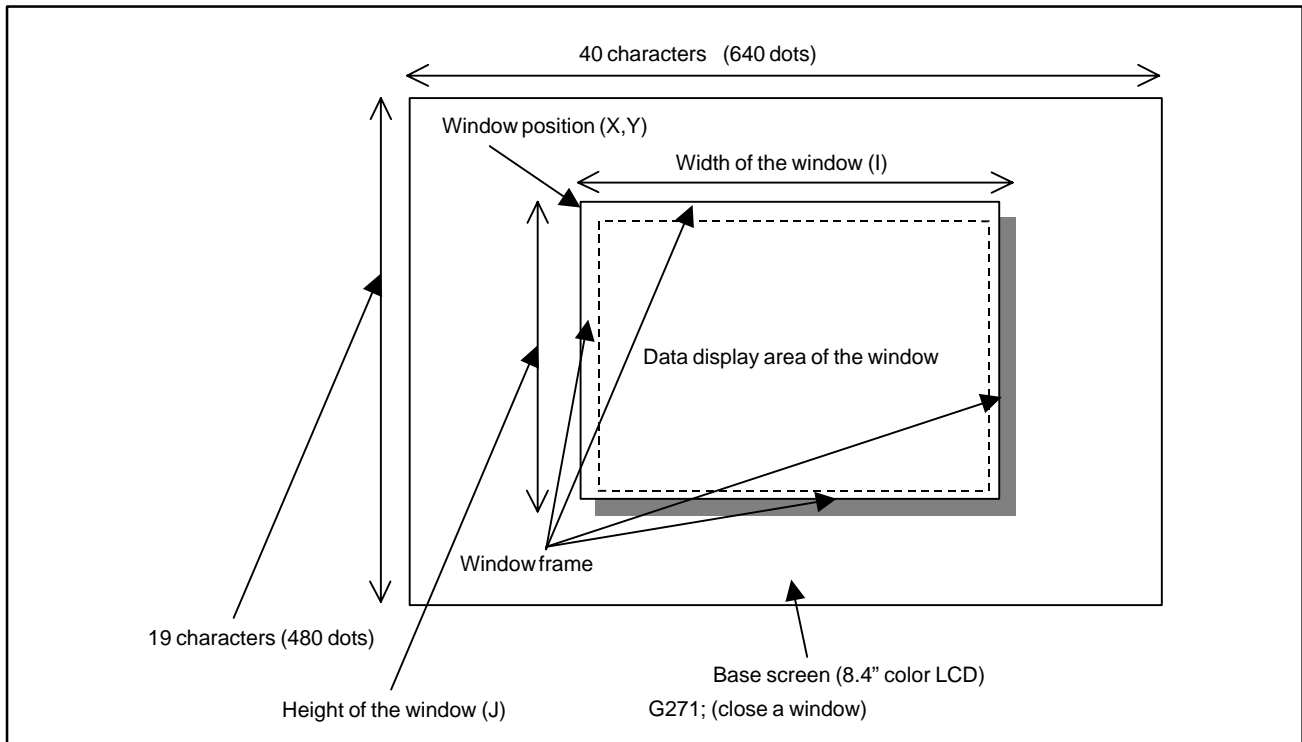 40 characters (640 dots)
Window position (X,Y)
Width of the window (I)
Data display area of the window
Window frame
19 characters (480 dots)
Base screen (8.4” color LCD)
Height of the window (J)
G271; (close a window)